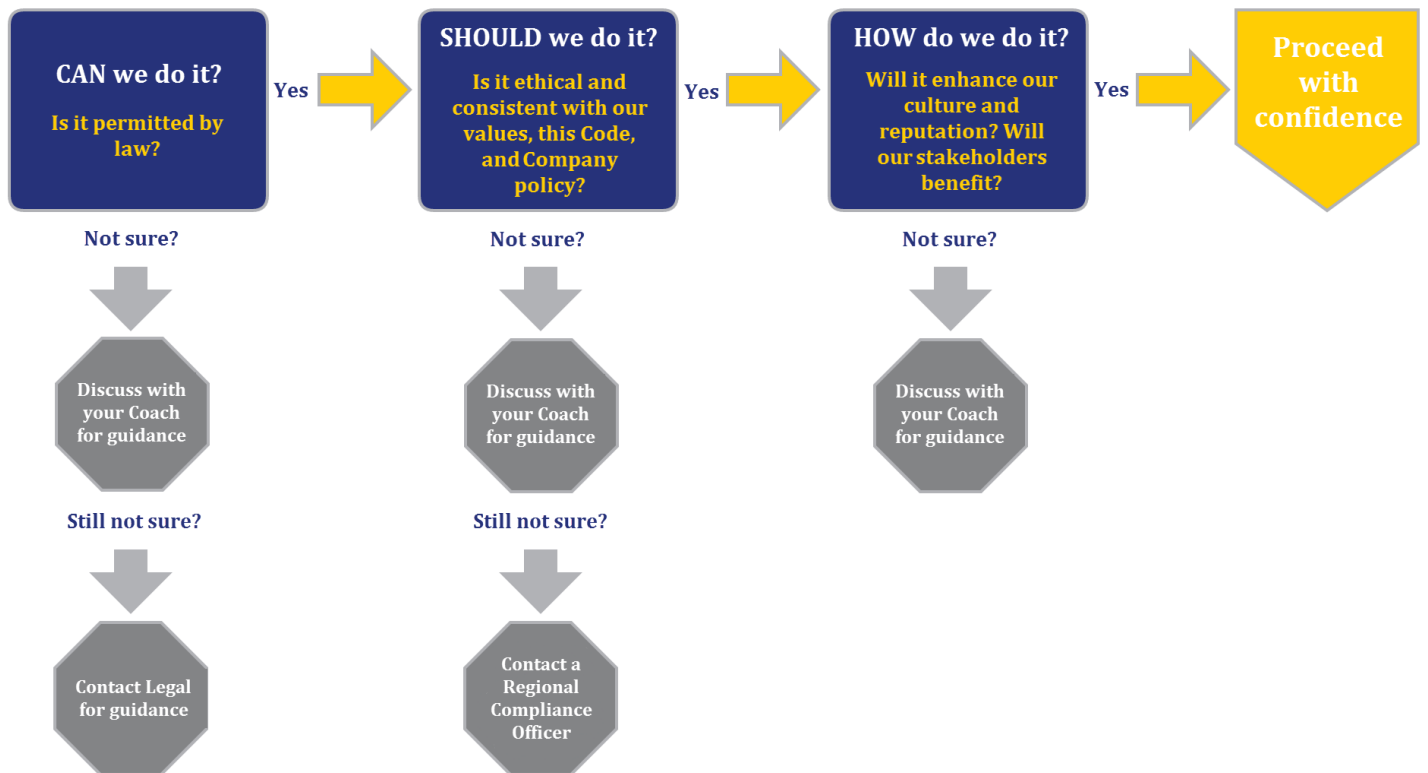 CAN we do it?
Is it permitted by
law?
Yes
SHOULD we do it?
Is it ethical and
consistent with our
values, this Code,
and Company
policy?
Yes
HOW do we do it?
Will it enhance our
culture and
reputation? Will
our stakeholders
benefit?
Yes
Proceed
with
confidence
Not sure?
Not sure?
Not sure?
Discuss with
your Coach
for guidance
Discuss with
your Coach
for guidance
Discuss with
your Coach
for guidance
Still not sure?
Still not sure?
Contact Legal
for guidance
Contact a
Regional
Compliance
Officer